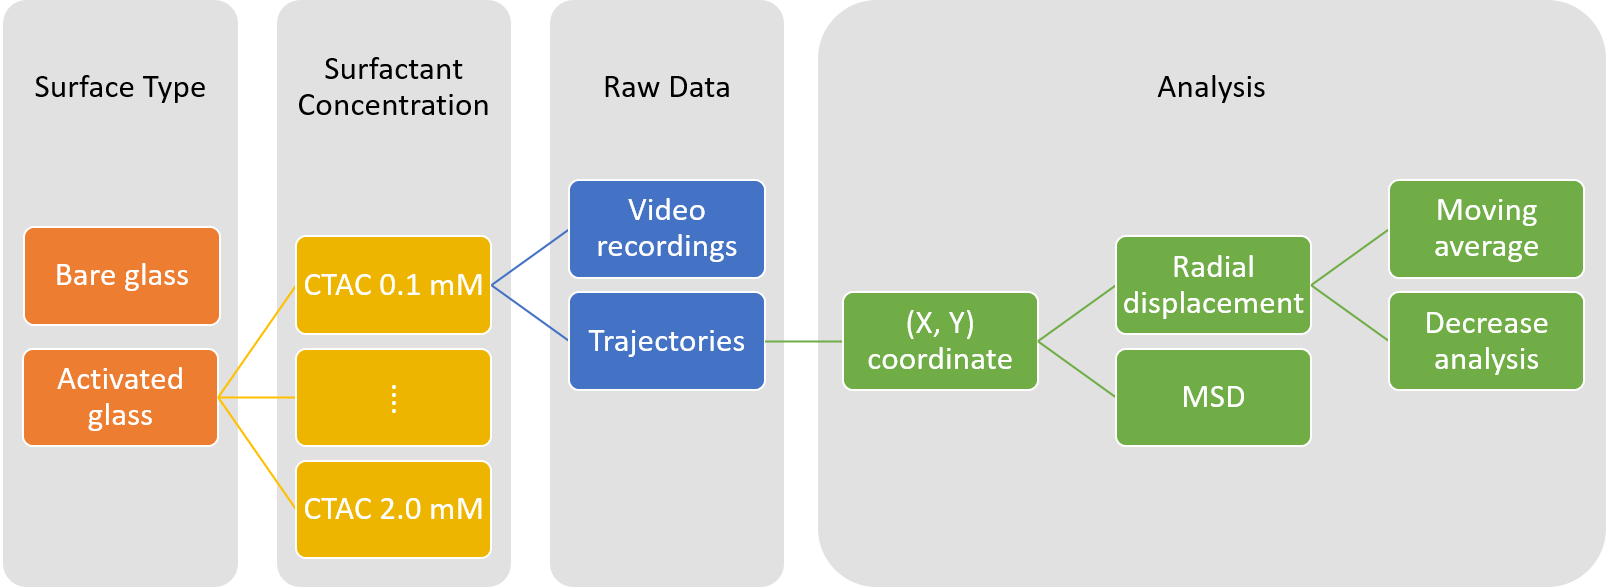 Surface Type
Surfactant
Concentration
Raw Data
Analysis
Bare glass
Activated
glass
CTAC 0.1 mM
⁞
CTAC 2.0 mM
Video
recordings
Trajectories
(X, Y)
coordinate
Radial
displacement
MSD
Moving
average
Decrease
analysis